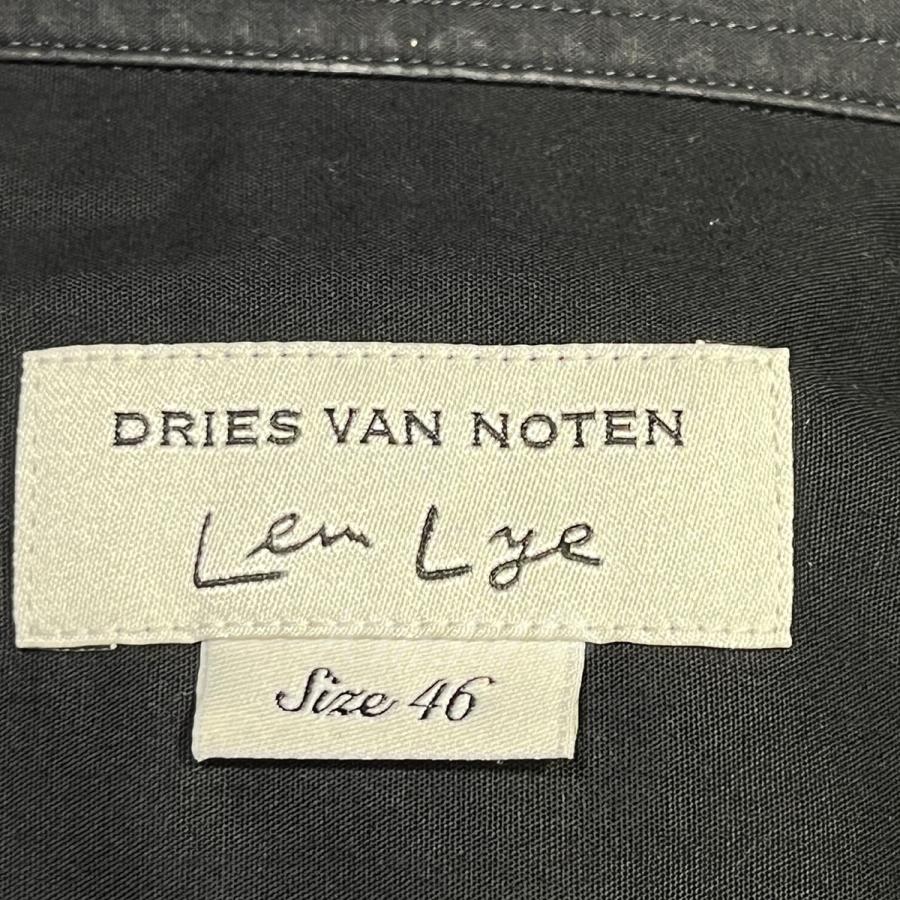 DRIES VAN NOTEN
Len Lye
Size 46